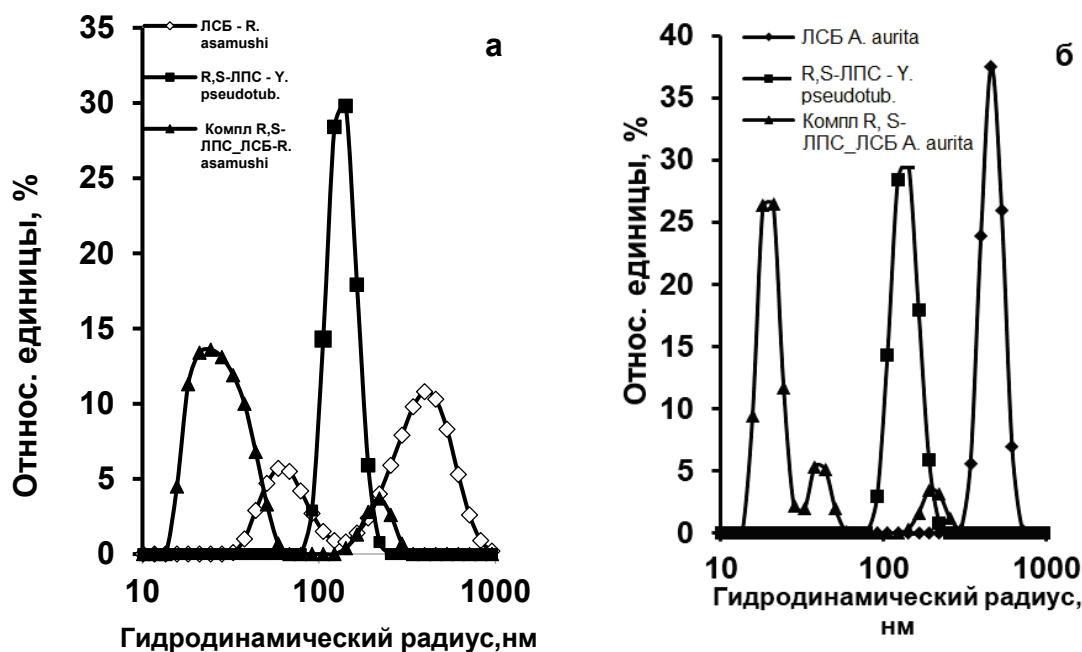 а
ЛСБ - R.
asamushi
R,S-ЛПС - Y.
pseudotub.
Компл R,S-
ЛПС_ЛСБ-R.
asamushi
Отннос. единицы, %
35
30
25
20
15
10
5
0
10 100 1000
Гидродинамический радиус,нм
б
ЛСБ A. aurita
R,S-ЛПС - Y.
pseudotub.
Компл R, S-
ЛПС_ЛСБ A. aurita
Относ. единицы, %
40
35
30
25
20
15
10
5
0
10 100 1000
Гидродинамический радиус,
нм